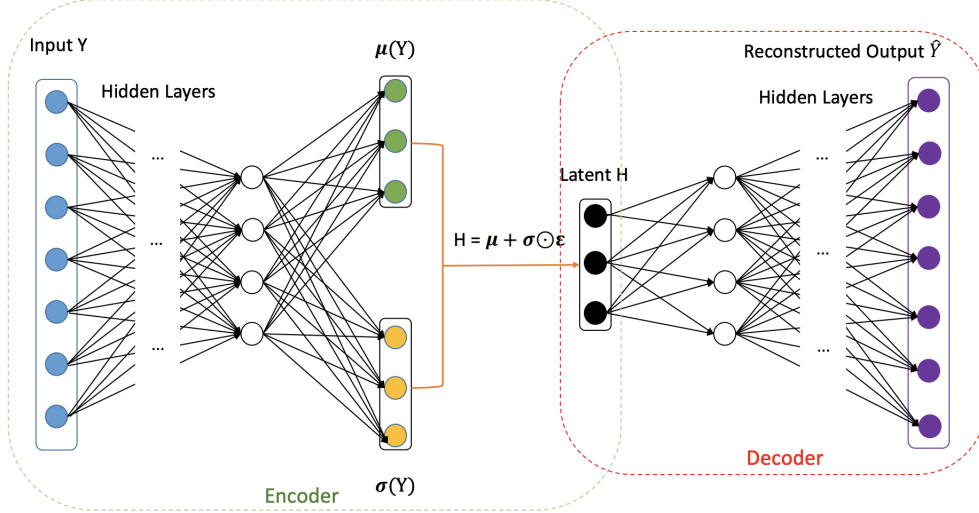 Input Y
μ(Y)
Reconstructed Output Ŷ
Hidden Layers
Hidden Layers
...
...
...
...
Latent H
H = μ + σ⊙ε
...
...
Decoder
Encoder
σ(Y)